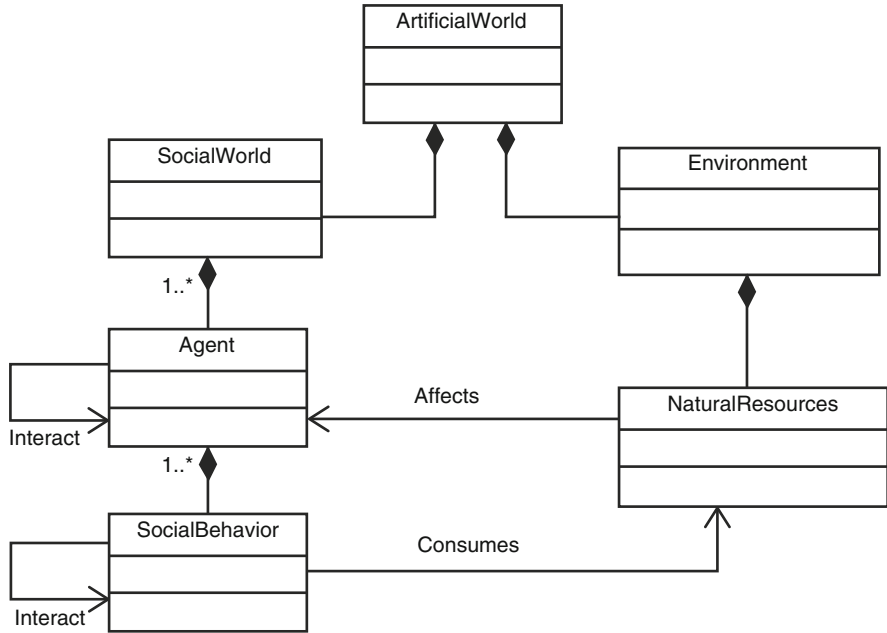 ArtificialWorld
SocialWorld
Environment
1..*
Agent
Affects
NaturalResources
Interact
1..*
SocialBehavior
Consumes
Interact